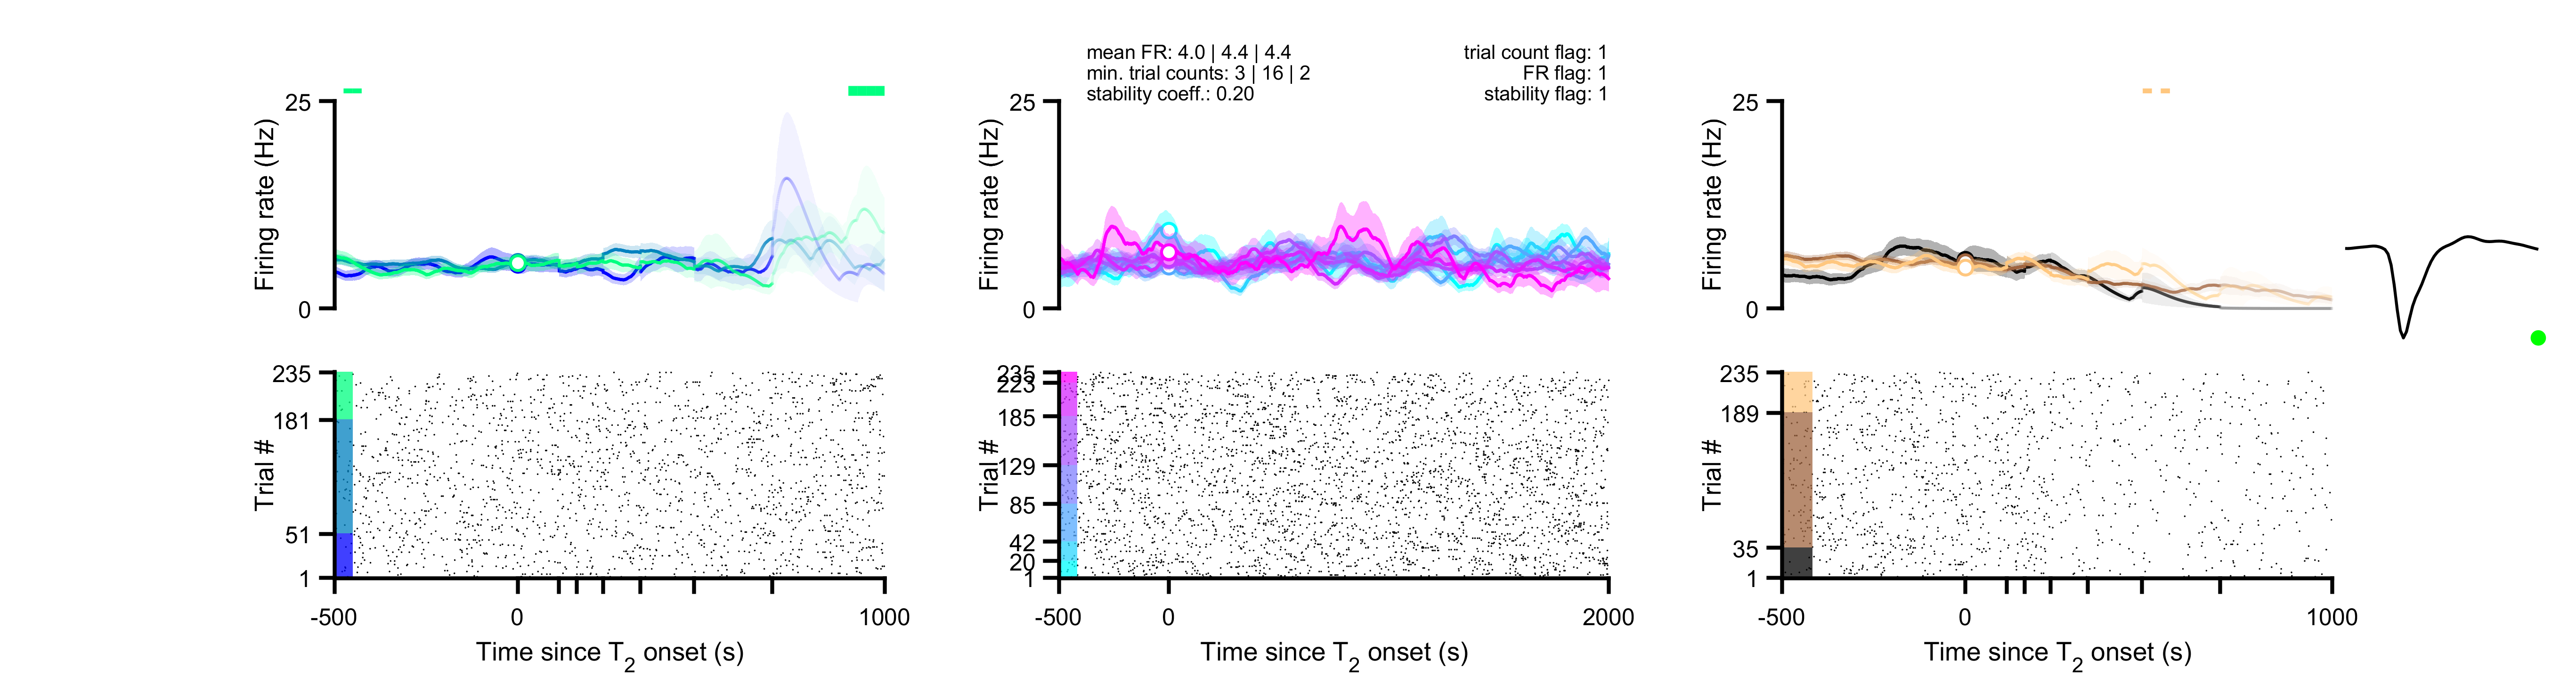 mean FR: 4.0 | 4.4 | 4.4
min. trial counts: 3 | 16 | 2
stability coeff.: 0.20
trial count flag: 1
FR flag: 1
stability flag: 1
25
Firing rate (Hz)
0
25
Firing rate (Hz)
0
25
Firing rate (Hz)
0
235
181
Trial #
51
1
-500
0
1000
Time since T2 onset (s)
235
223
185
Trial #
129
85
42
20
1
-500
0
2000
Time since T2 onset (s)
235
189
Trial #
35
1
-500
0
1000
Time since T2 onset (s)